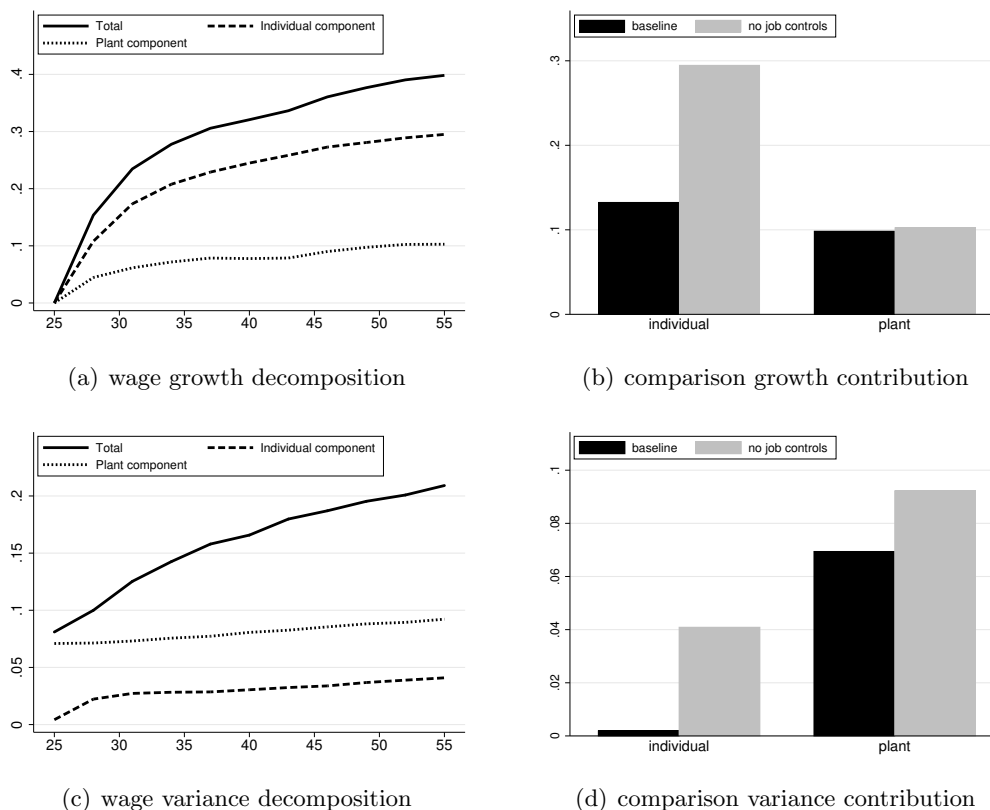 Total
Individual component
Plant component
.4
.3
.2
.1
0
25 30 35 40 45 50 55
(a) wage growth decomposition
baseline
no job controls
.3
.2
.1
0
individual plant
(b) comparison growth contribution
Total
Individual component
Plant component
.2
.15
.1
.05
0
25 30 35 40 45 50 55
(c) wage variance decomposition
baseline
no job controls
.1
.08
.06
.04
.02
0
individual plant
(d) comparison variance contribution